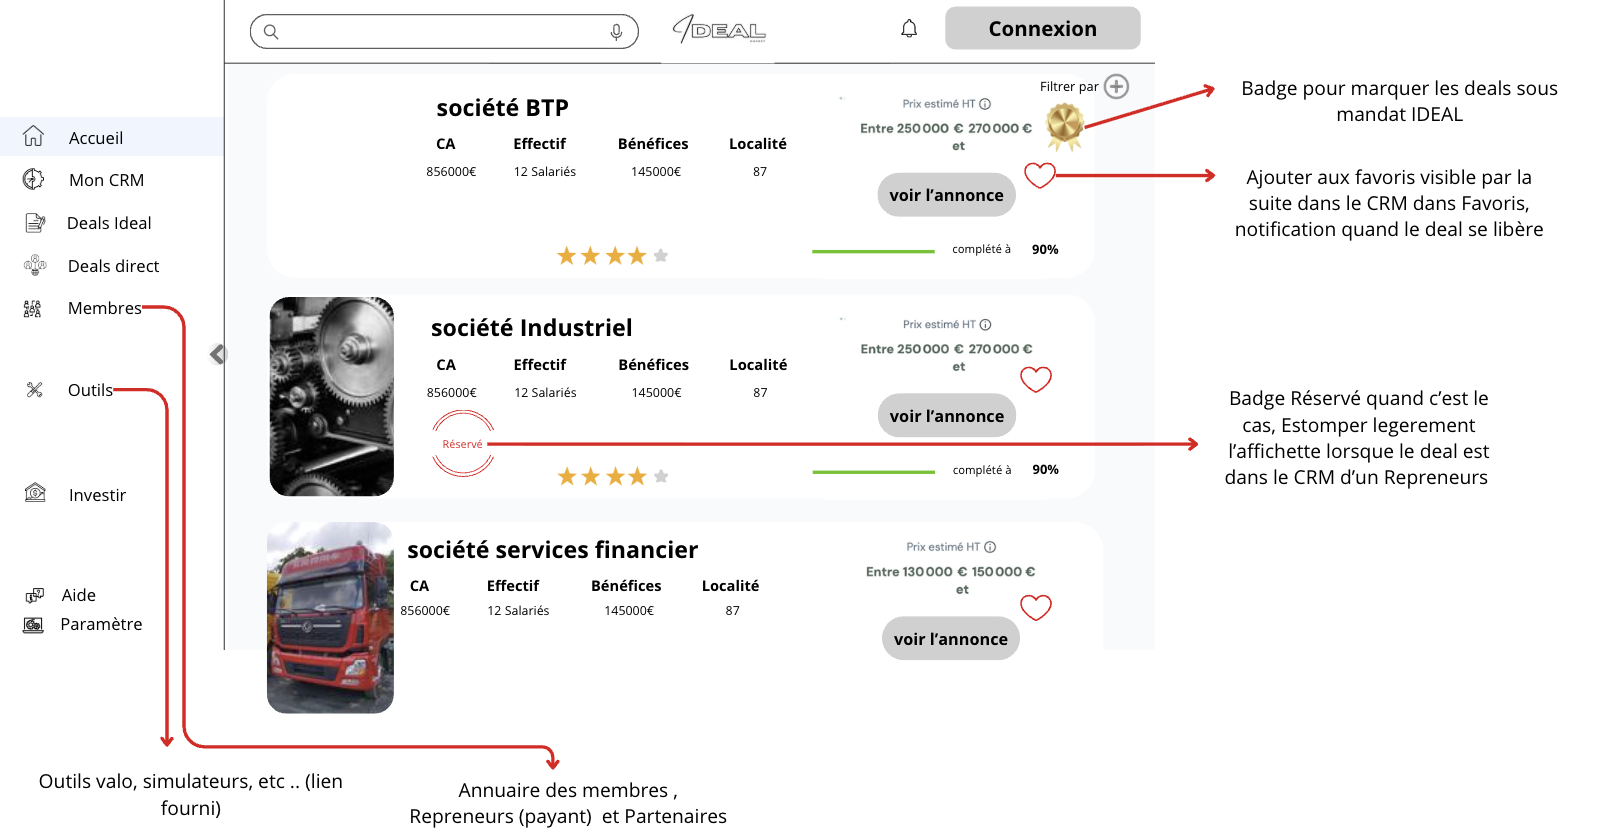 IDEAL
Connexion
Filtrer par
Accueil
Mon CRM
Deals Ideal
Deals direct
Membres
Outils
Investir
Aide
Paramètre
société BTP
CA Effectif Bénéfices Localité
856000€ 12 Salariés 145000€ 87
Prix estimé HT
Entre 250 000 € 270 000 €
et
voir l’annonce
complété à 90%
société Industriel
CA Effectif Bénéfices Localité
856000€ 12 Salariés 145000€ 87
Réservé
Prix estimé HT
Entre 250 000 € 270 000 €
et
voir l’annonce
complété à 90%
société services financier
CA Effectif Bénéfices Localité
856000€ 12 Salariés 145000€ 87
Prix estimé HT
Entre 130 000 € 150 000 €
et
voir l’annonce
Badge pour marquer les deals sous
mandat IDEAL
Ajouter aux favoris visible par la
suite dans le CRM dans Favoris,
notification quand le deal se libère
Badge Réservé quand c’est le
cas, Estomper legerement
l’affichette lorsque le deal est
dans le CRM d’un Repreneurs
Outils valo, simulateurs, etc .. (lien
fourni)
Annuaire des membres ,
Repreneurs (payant) et Partenaires